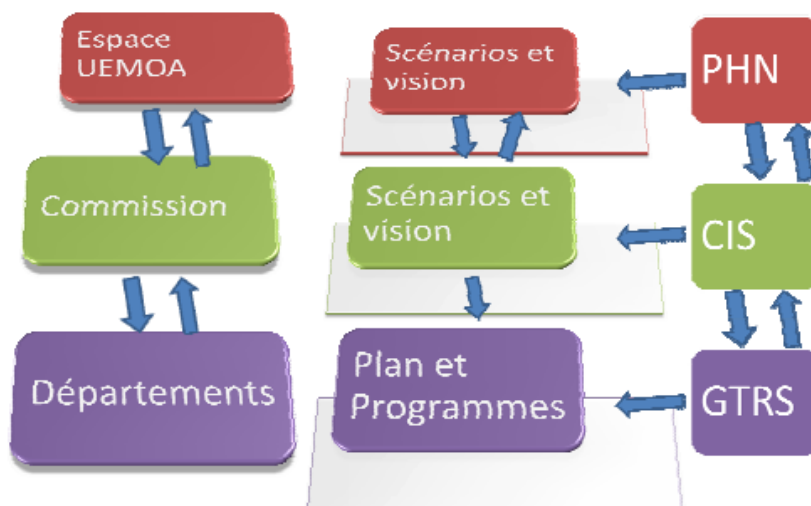 Espace
UEMOA
Scénarios et
vision
PHN
Commission
Scénarios et
vision
CIS
Départements
Plan et
Programmes
GTRS